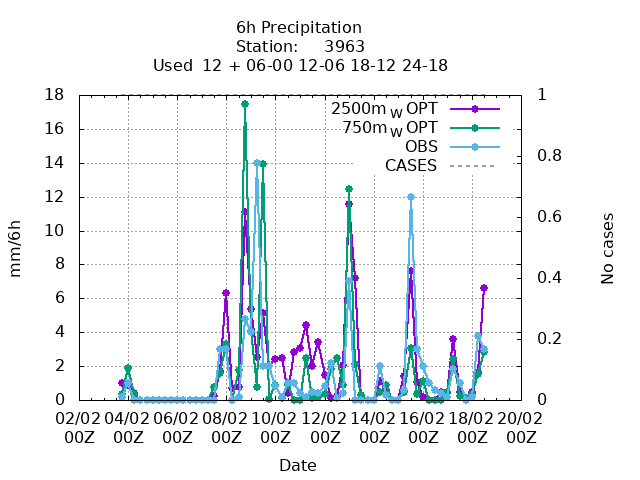 6h Precipitation
Station: 3963
Used 12 + 06-00 12-06 18-12 24-18
2500m W OPT
750m W OPT
OBS
CASES
18
16
14
12
10
8
6
4
2
0
mm/6h
1
0.8
0.6
0.4
0.2
0
No cases
02/02 04/02 06/02 08/02 10/02 12/02 14/02 16/02 18/02 20/02
00Z 00Z 00Z 00Z 00Z 00Z 00Z 00Z 00Z 00Z
Date